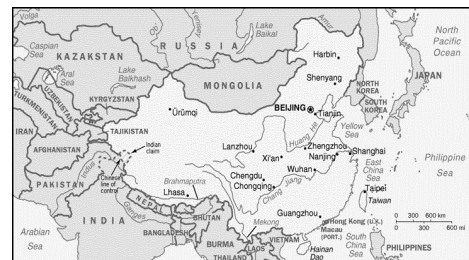 Volga
Ob
Yenisey
Lake
Baikal
Amur
RUSSIA
North
Pacific
Ocean
Caspian
Sea
KAZAKSTAN
Aral
Sea
Lake
Balkhash
Harbin
Shenyang
MONGOLIA
JAPAN
NORTH
KOREA
SOUTH
KOREA
UZBEKISTAN
TURKMENISTAN
KYRGYZSTAN
TAJIKISTAN
Ürümqi
BEIJING
Tianjin
Huang He
Yellow
Sea
IRAN
AFGHANISTAN
Indian
claim
Chinese
line of
control
Indus
PAKISTAN
Lanzhou
Xi'an
Zhengzhou
Nanjing
Shanghai
East
China
Sea
Philippine
Sea
Chengdu
Chongqing
Wuhan
Chang Jiang
Brahmaputra
Lhasa
NEPAL
Ganges
BHUTAN
INDIA
BANGLADESH
BURMA
Mekong
LAOS
THAILAND
VIETNAM
Guangzhou
Hong Kong (U.K.)
Macau
(PORT.)
Hainan
Dao
South
China
Sea
Taipei
Taiwan
PHILIPPINES
Arabian
Sea
0 300 600 mi
0 300 600 km